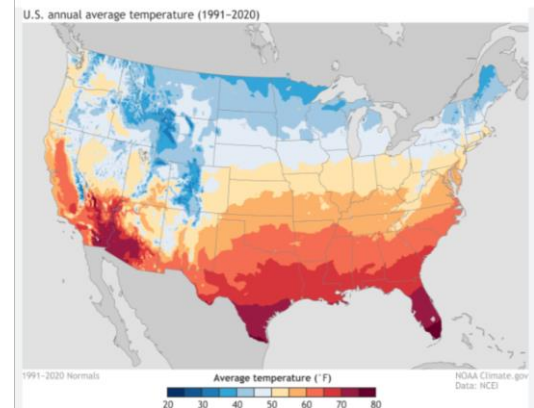 U.S. annual average temperature (1991–2020)
1991–2020 Normals
Average temperature (°F)
NOAA Climate.gov
Data: NCEI
20 30 40 50 60 70 80